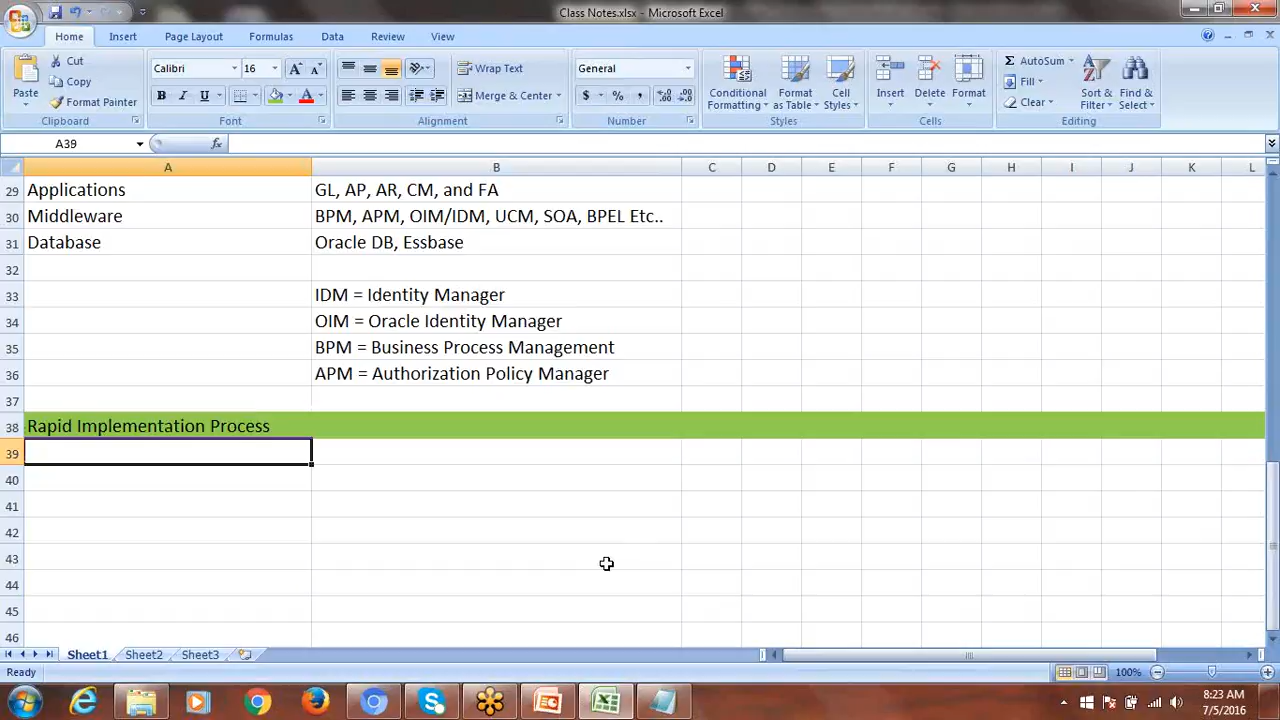 Class Notes.xlsx - Microsoft Excel
Home Insert Page Layout Formulas Data Review View
Paste
Cut
Copy
Format Painter
Clipboard
Calibri 16
B I U
Font
Wrap Text
Merge & Center
Alignment
General
$ % ,
Number
Conditional Formatting
Format as Table
Cell Styles
Styles
Insert Delete Format
Cells
Σ AutoSum
Fill
Clear
Sort & Filter
Find & Select
Editing
A39 fx
A B C D E F G H I J K L
29 Applications GL, AP, AR, CM, and FA
30 Middleware BPM, APM, OIM/IDM, UCM, SOA, BPEL Etc..
31 Database Oracle DB, Essbase
32
33 IDM = Identity Manager
34 OIM = Oracle Identity Manager
35 BPM = Business Process Management
36 APM = Authorization Policy Manager
37
38 Rapid Implementation Process
39
40
41
42
43
44
45
46
Sheet1 Sheet2 Sheet3
Ready 100%
8:23 AM
7/5/2016